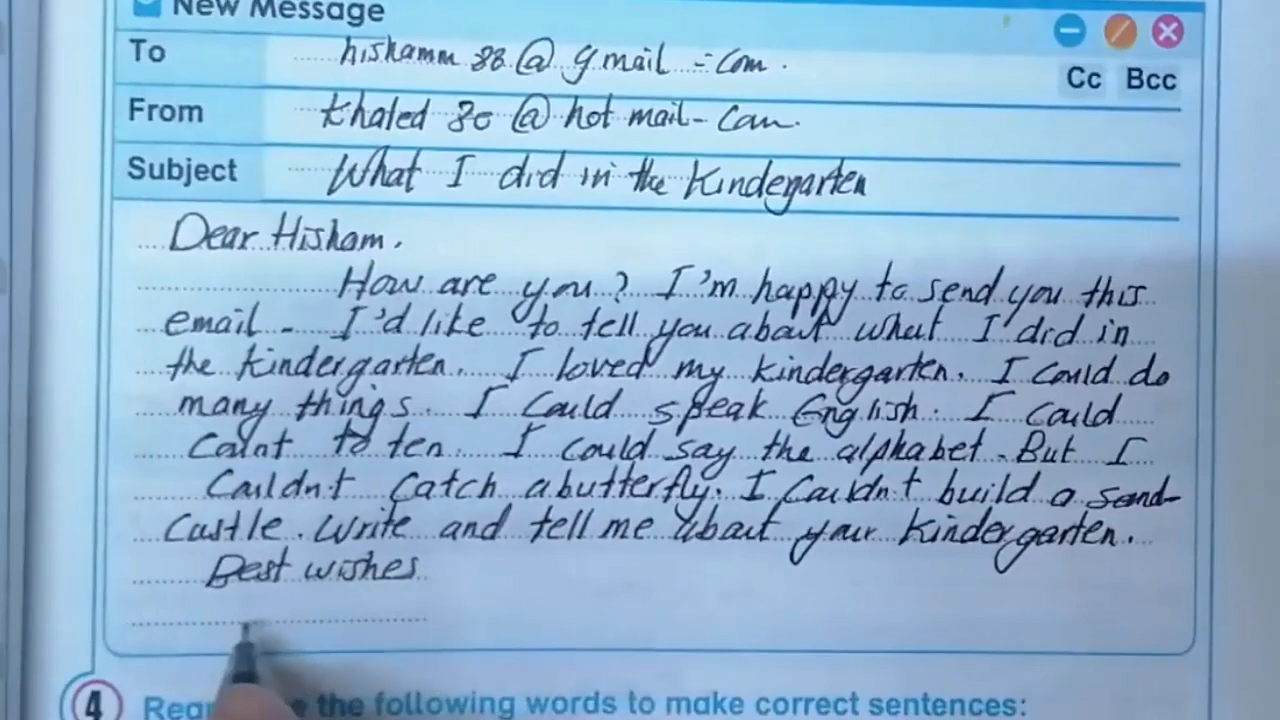 New Message
To hishamm 88 @ gmail -com.
Cc Bcc
From khaled 80 @ hot mail-com.
Subject What I did in the Kindegarten
Dear Hisham.
How are you? I'm happy to send you this
email. I'd like to tell you about what I did in
the kindergarten. I loved my kindergarten. I could do
many things. I could speak English. I could
count to ten. I could say the alphabet. But I
couldn't catch a butterfly. I couldn't build a sand-
castle. Write and tell me about your kindergarten.
Best wishes
4 the following words to make correct sentences: